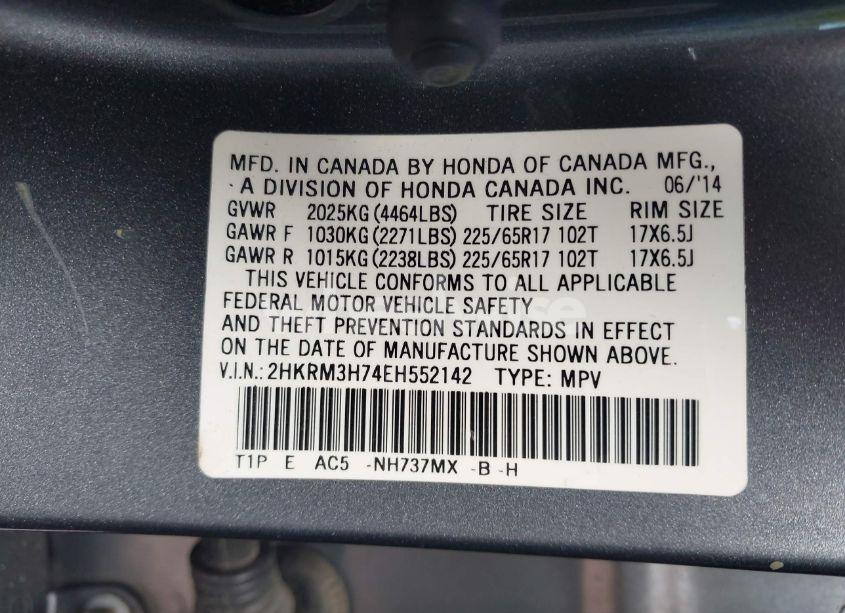 MFD. IN CANADA BY HONDA OF CANADA MFG.,
A DIVISION OF HONDA CANADA INC. 06/'14
GVWR 2025KG (4464LBS) TIRE SIZE RIM SIZE
GAWR F 1030KG (2271LBS) 225/65R17 102T 17X6.5J
GAWR R 1015KG (2238LBS) 225/65R17 102T 17X6.5J
THIS VEHICLE CONFORMS TO ALL APPLICABLE
FEDERAL MOTOR VEHICLE SAFETY
AND THEFT PREVENTION STANDARDS IN EFFECT
ON THE DATE OF MANUFACTURE SHOWN ABOVE.
V.I.N.: 2HKRM3H74EH552142 TYPE: MPV
T1P E AC5 -NH737MX -B -H